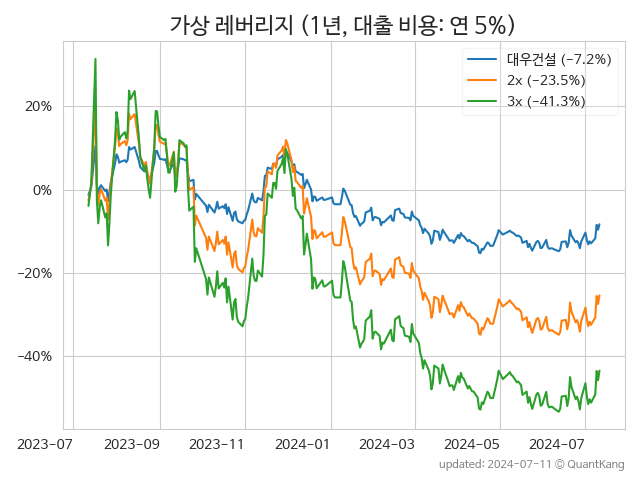 가상 레버리지 (1년, 대출 비용: 연 5%)
대우건설 (−7.2%)
2x (−23.5%)
3x (−41.3%)
20%
0%
−20%
−40%
2023-07 2023-09 2023-11 2024-01 2024-03 2024-05 2024-07
updated: 2024-07-11 © QuantKang